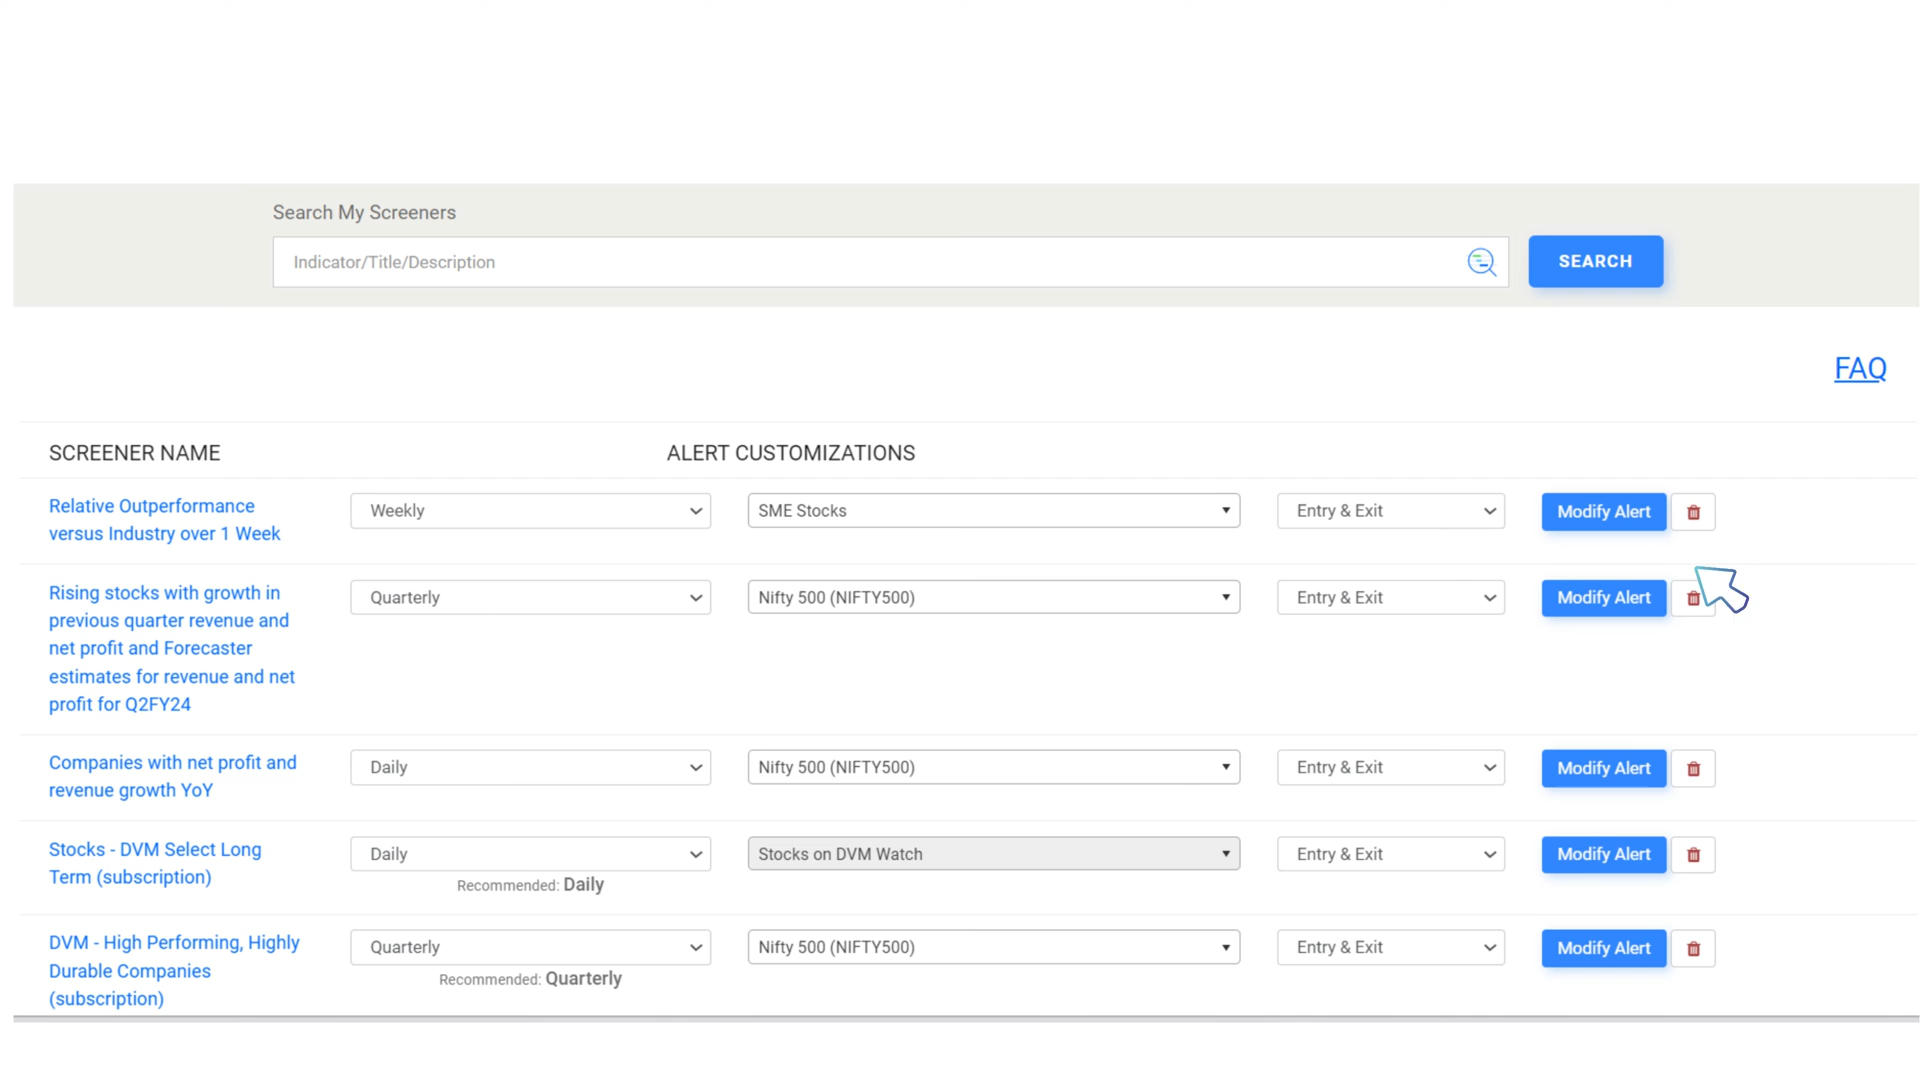 Search My Screeners
Indicator/Title/Description
SEARCH
FAQ
SCREENER NAME
ALERT CUSTOMIZATIONS
Relative Outperformance
versus Industry over 1 Week
Weekly
SME Stocks
Entry & Exit
Modify Alert
Rising stocks with growth in
previous quarter revenue and
net profit and Forecaster
estimates for revenue and net
profit for Q2FY24
Quarterly
Nifty 500 (NIFTY500)
Entry & Exit
Modify Alert
Companies with net profit and
revenue growth YoY
Daily
Nifty 500 (NIFTY500)
Entry & Exit
Modify Alert
Stocks - DVM Select Long
Term (subscription)
Daily
Recommended: Daily
Stocks on DVM Watch
Entry & Exit
Modify Alert
DVM - High Performing, Highly
Durable Companies
(subscription)
Quarterly
Recommended: Quarterly
Nifty 500 (NIFTY500)
Entry & Exit
Modify Alert